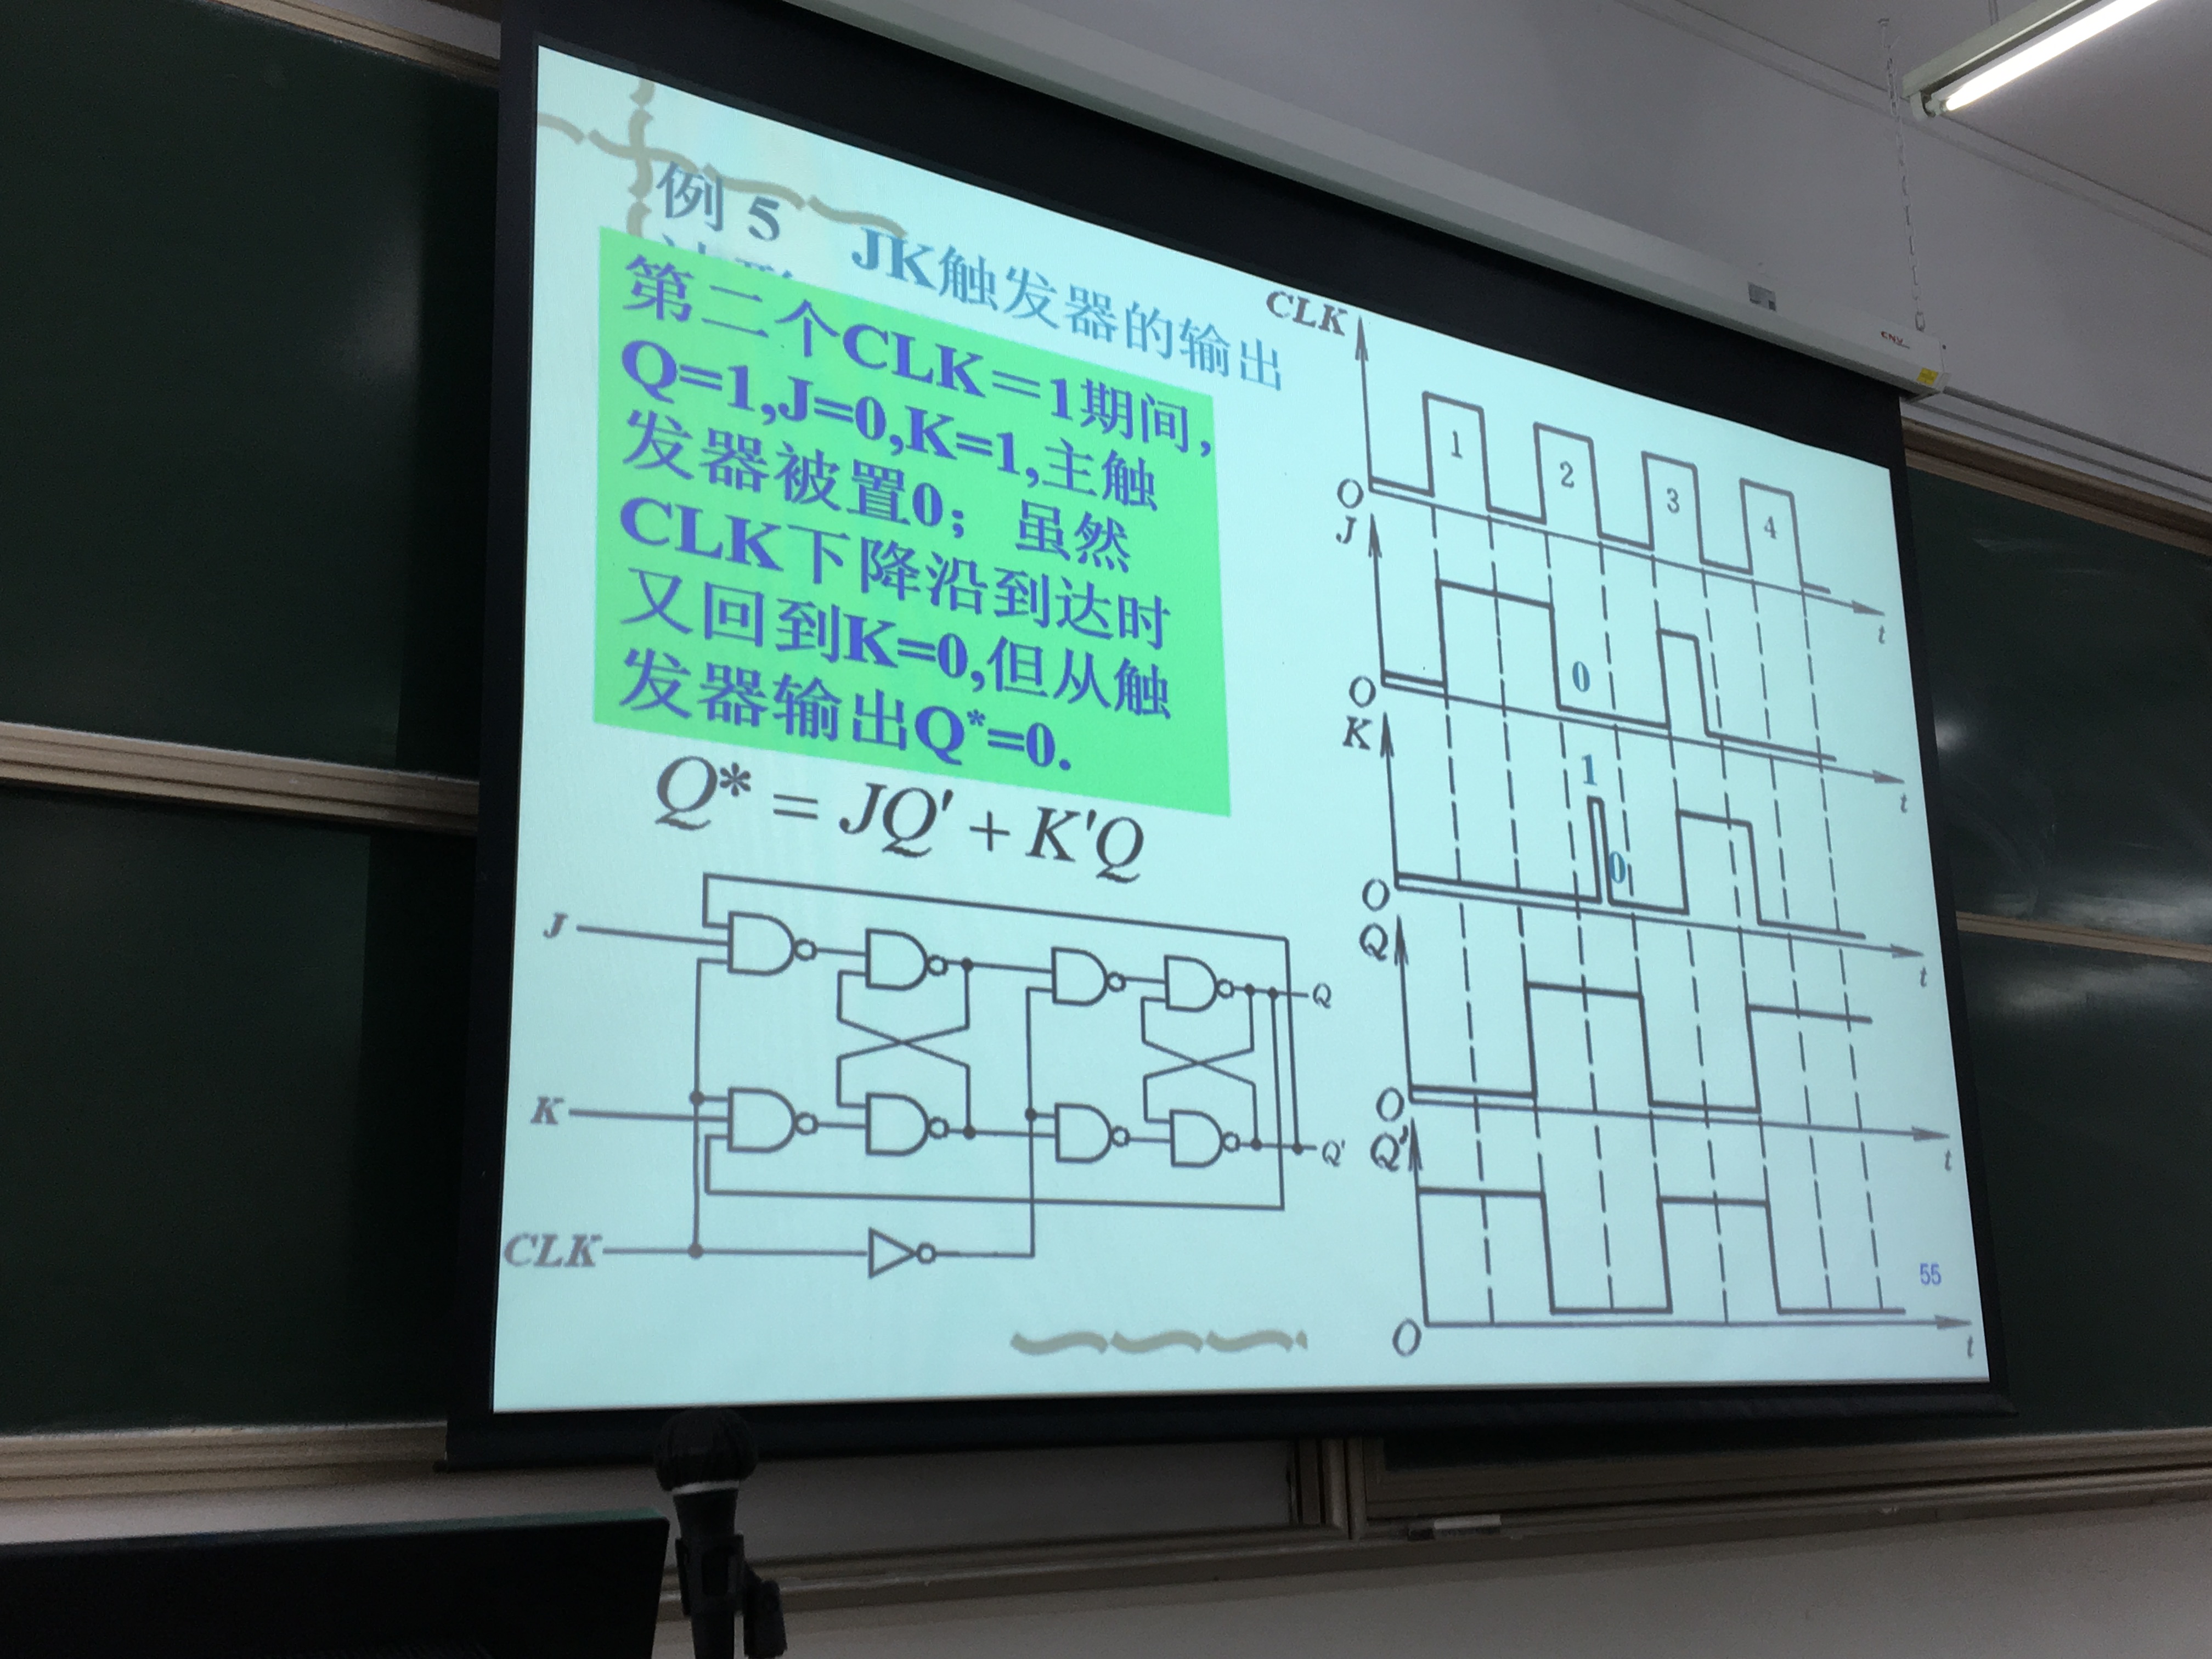 例 5 JK触发器的输出
第二个CLK=1期间,
Q=1,J=0,K=1,主触
发器被置0；虽然
CLK下降沿到达时
又回到K=0,但从触
发器输出Q*=0.
Q* = JQ' + K'Q
J
K
CLK
Q
Q'
CLK
1
2
3
4
O
t
J
0
O
t
K
1
0
O
t
Q
O
t
Q'
O
t
55